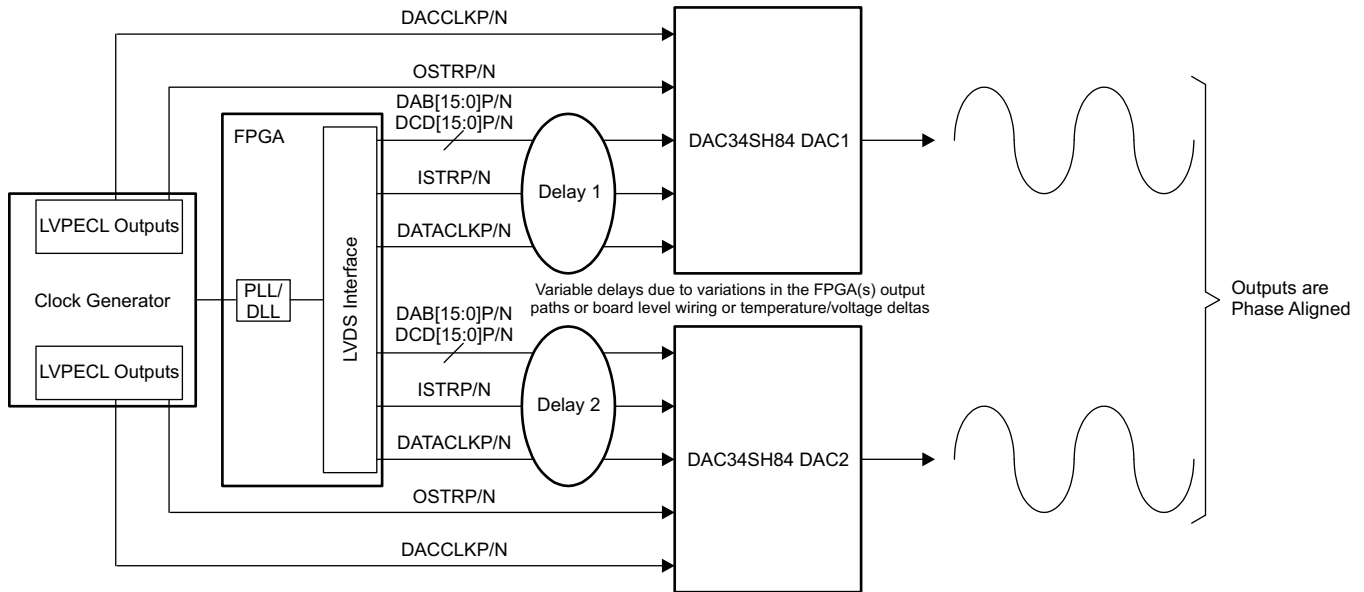 DACCLKP/N
OSTRP/N
DAB[15:0]P/N
DCD[15:0]P/N
FPGA
DAC34SH84 DAC1
ISTRP/N
Delay 1
LVPECL Outputs
DATACLKP/N
LVDS Interface
Clock Generator
PLL/
DLL
Variable delays due to variations in the FPGA(s) output
paths or board level wiring or temperature/voltage deltas
Outputs are
Phase Aligned
DAB[15:0]P/N
DCD[15:0]P/N
LVPECL Outputs
ISTRP/N
Delay 2
DATACLKP/N
DAC34SH84 DAC2
OSTRP/N
DACCLKP/N